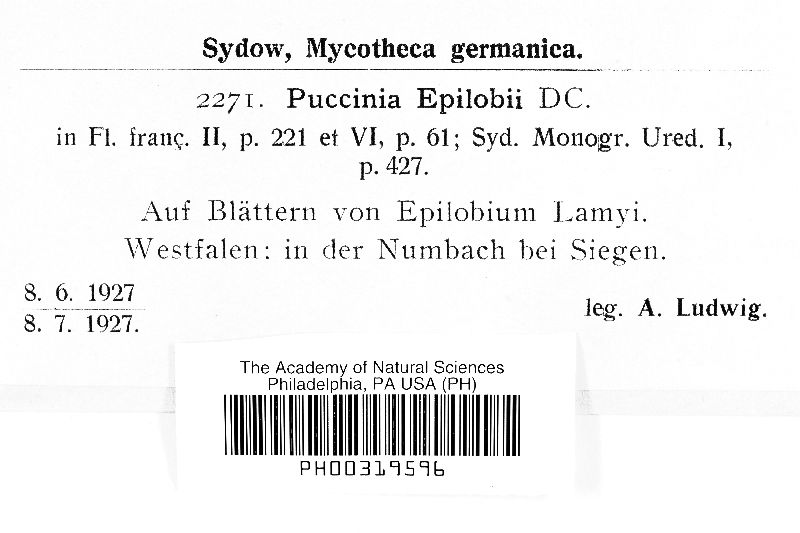 Sydow, Mycotheca germanica.
2271. Puccinia Epilobii DC.
in Fl. franç. II, p. 221 et VI, p. 61; Syd. Monogr. Ured. I,
p. 427.
Auf Blättern von Epilobium Lamyi.
Westfalen: in der Numbach bei Siegen.
8. 6. 1927
8. 7. 1927.
leg. A. Ludwig.
The Academy of Natural Sciences
Philadelphia, PA USA (PH)
PH00319596